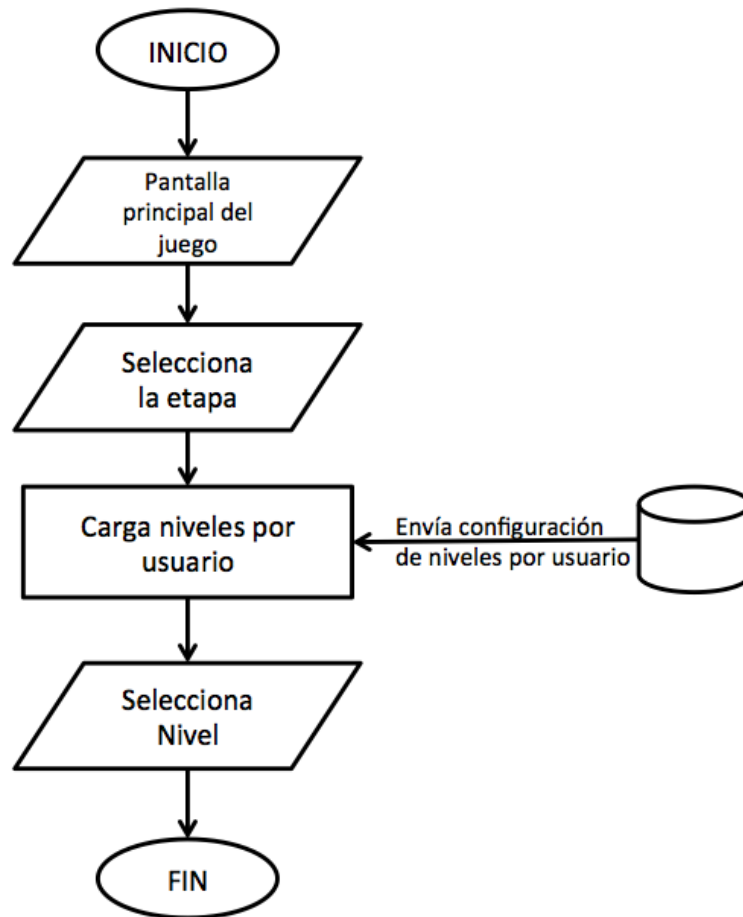 INICIO
Pantalla
principal del
juego
Selecciona
la etapa
Carga niveles por
usuario
Envía configuración
de niveles por usuario
Selecciona
Nivel
FIN